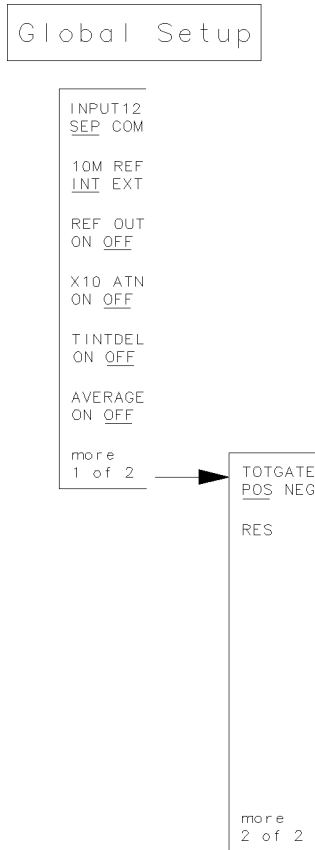 Global Setup
INPUT12
SEP COM
10M REF
INT EXT
REF OUT
ON OFF
X10 ATN
ON OFF
TINTDEL
ON OFF
AVERAGE
ON OFF
more
1 of 2
TOTGATE
POS NEG
RES
more
2 of 2